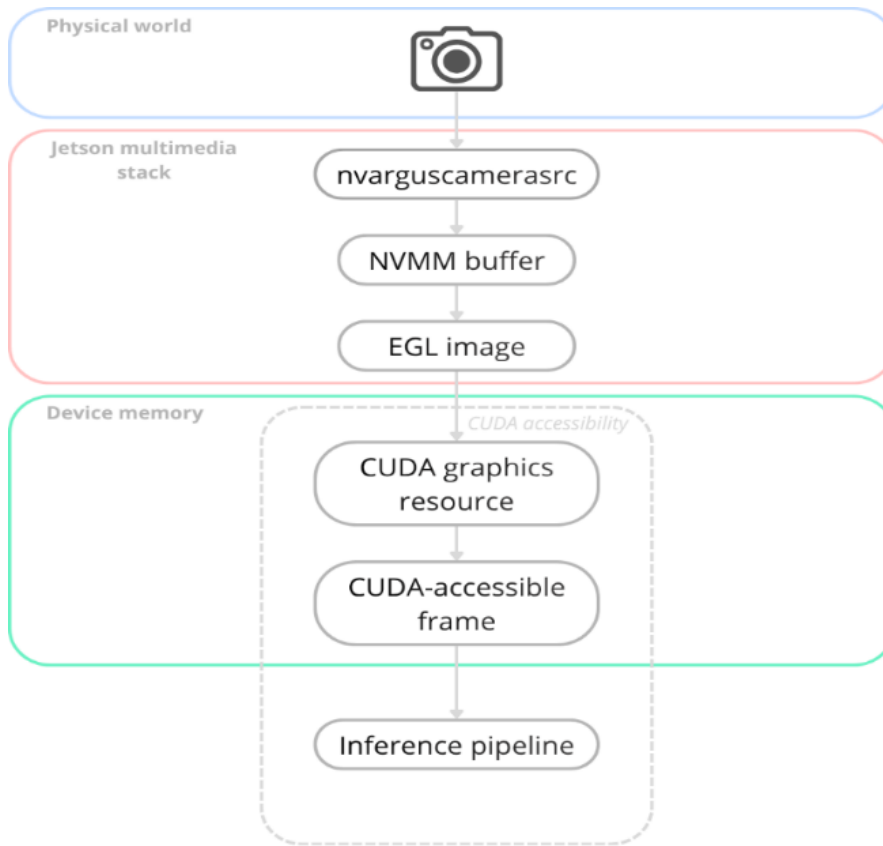 Physical world
Jetson multimedia
stack
nvarguscamerasrc
NVMM buffer
EGL image
Device memory
CUDA accessibility
CUDA graphics
resource
CUDA-accessible
frame
Inference pipeline